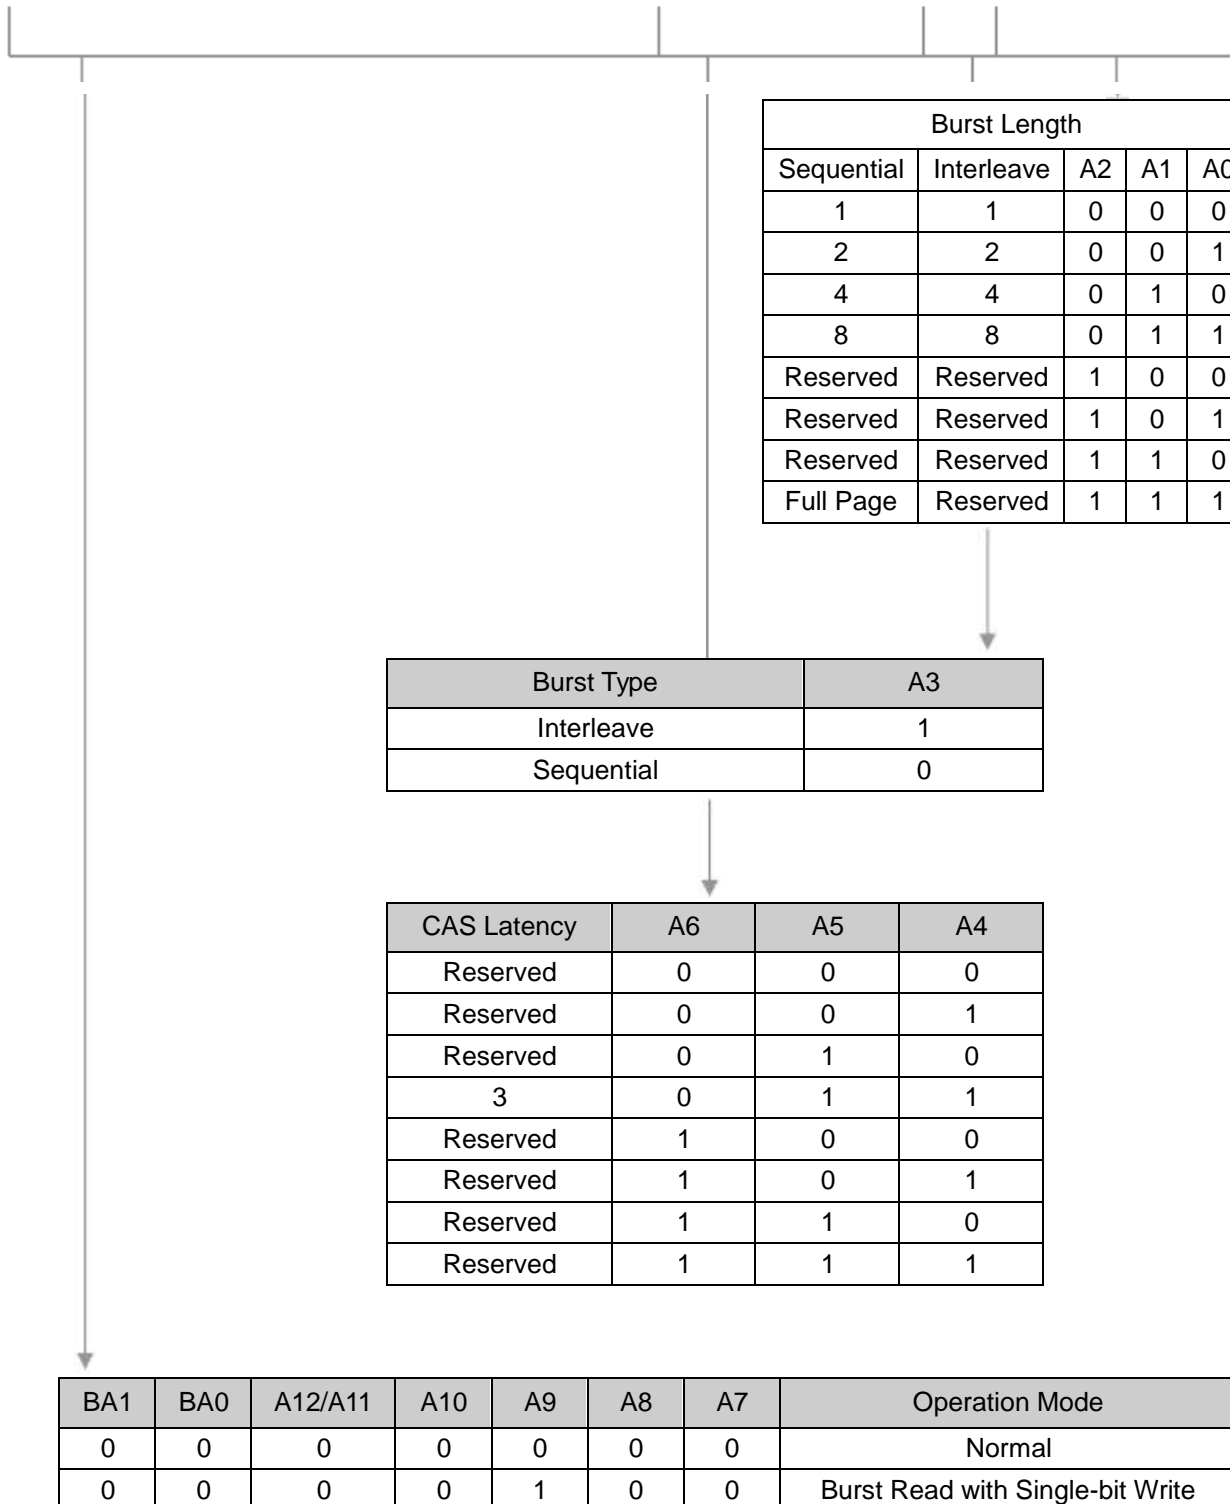 Burst Length
Sequential Interleave A2 A1 A0
1 1 0 0 0
2 2 0 0 1
4 4 0 1 0
8 8 0 1 1
Reserved Reserved 1 0 0
Reserved Reserved 1 0 1
Reserved Reserved 1 1 0
Full Page Reserved 1 1 1
Burst Type A3
Interleave 1
Sequential 0
CAS Latency A6 A5 A4
Reserved 0 0 0
Reserved 0 0 1
Reserved 0 1 0
3 0 1 1
Reserved 1 0 0
Reserved 1 0 1
Reserved 1 1 0
Reserved 1 1 1
BA1 BA0 A12/A11 A10 A9 A8 A7 Operation Mode
0 0 0 0 0 0 0 Normal
0 0 0 0 1 0 0 Burst Read with Single-bit Write